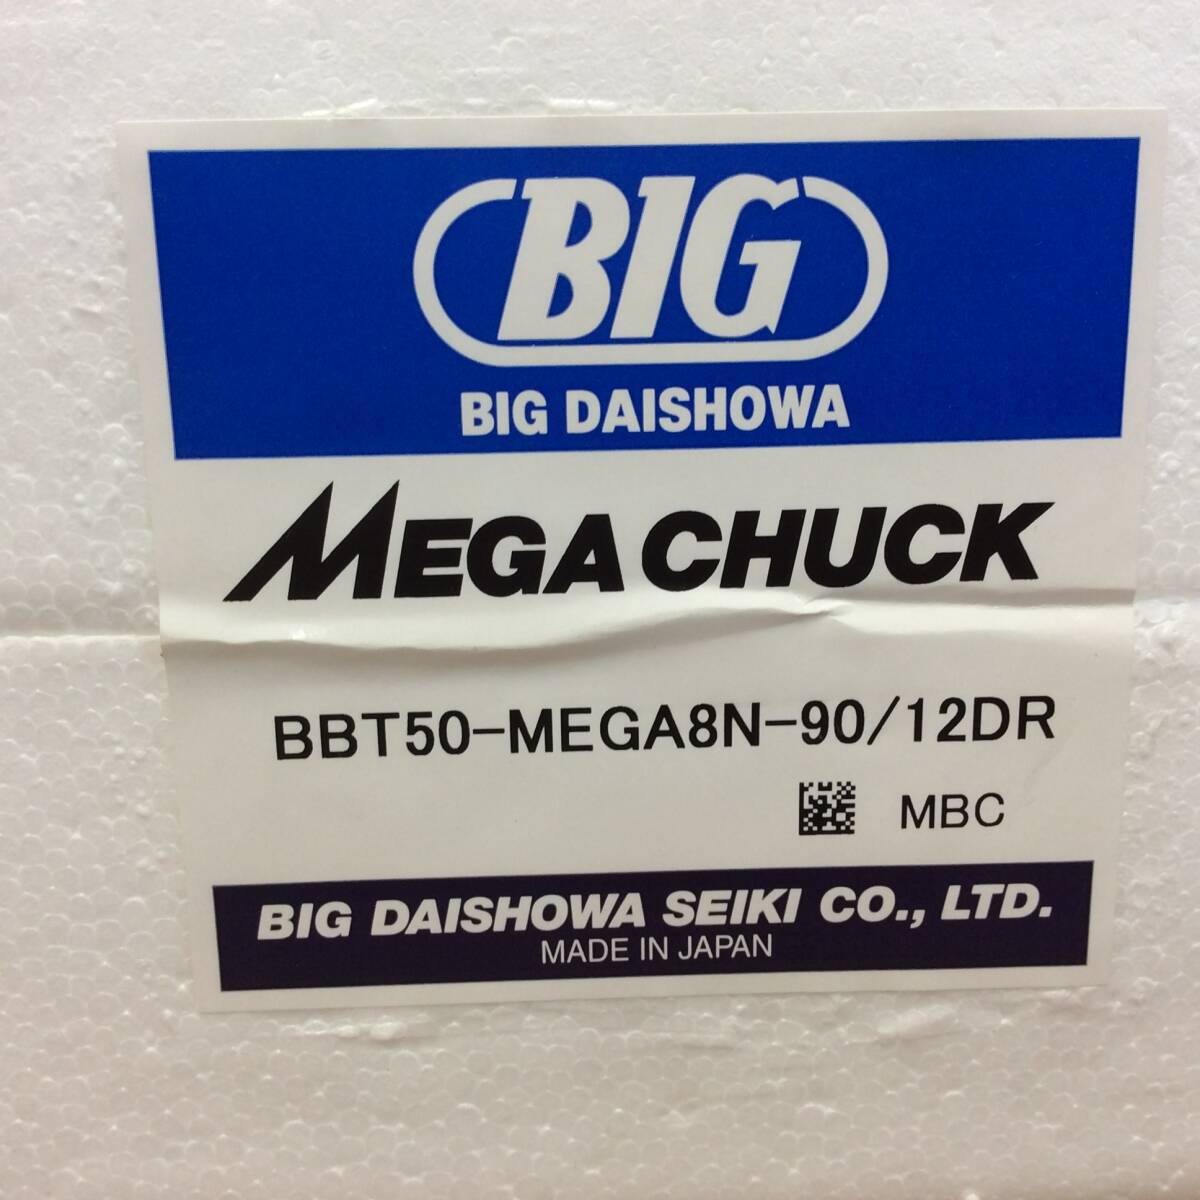 BIG
BIG DAISHOWA
MEGA CHUCK
BBT50-MEGA8N-90/12DR
MBC
BIG DAISHOWA SEIKI CO., LTD.
MADE IN JAPAN